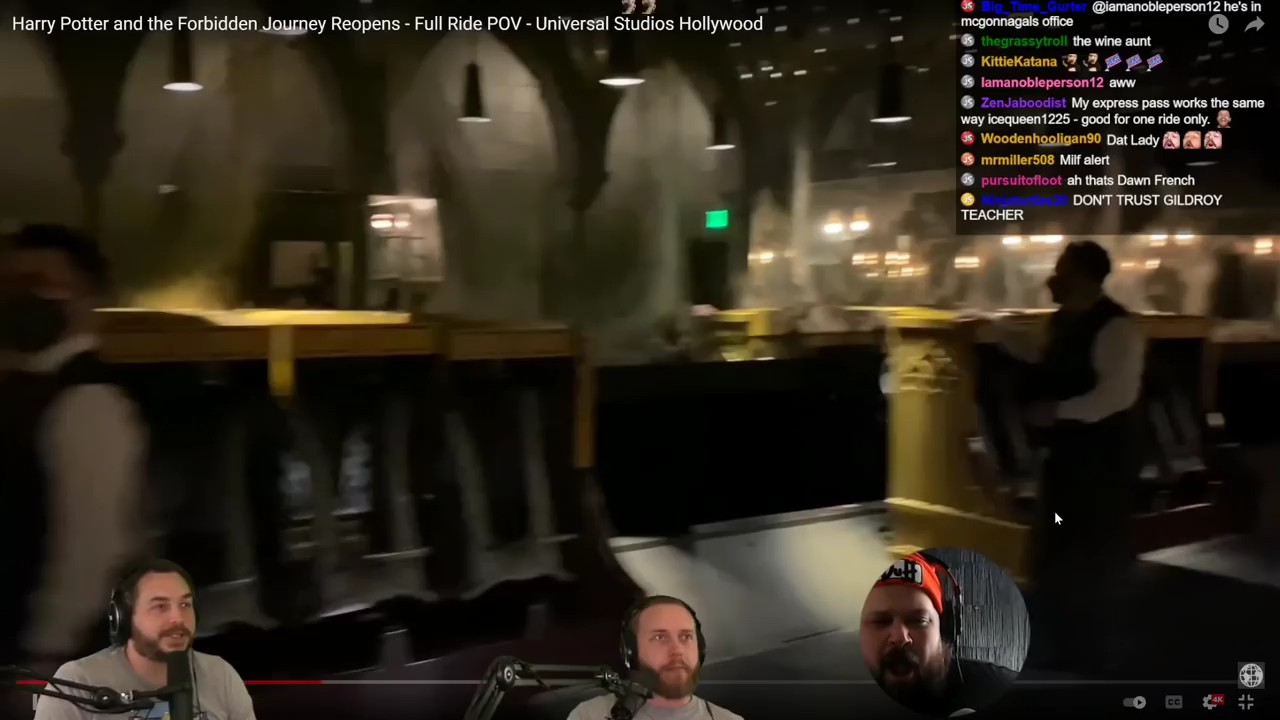 Harry Potter and the Forbidden Journey Reopens - Full Ride POV - Universal Studios Hollywood
Big_Time_Gurter @iamanobleperson12 he's in
mcgonnagals office
thegrassytroll the wine aunt
KittieKatana
Iamanobleperson12 aww
ZenJaboodist My express pass works the same
way icequeen1225 - good for one ride only.
Woodenhooligan90 Dat Lady
mrmiller508 Milf alert
pursuitofloot ah thats Dawn French
DON'T TRUST GILDROY
TEACHER
CC
4K